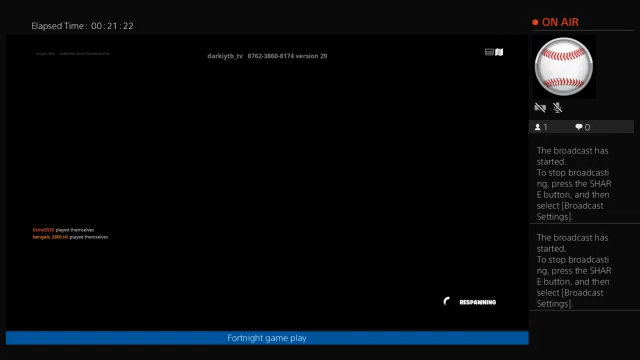 Elapsed Time : 00 : 21 : 22
ON AIR
darkiytb_tv 8762-3860-8174 version 29
1
0
The broadcast has
started.
To stop broadcasti
ng, press the SHAR
E button, and then
select [Broadcast
Settings].
The broadcast has
started.
To stop broadcasti
ng, press the SHAR
E button, and then
select [Broadcast
Settings].
played themselves
played themselves
RESPAWNING
Fortnight game play